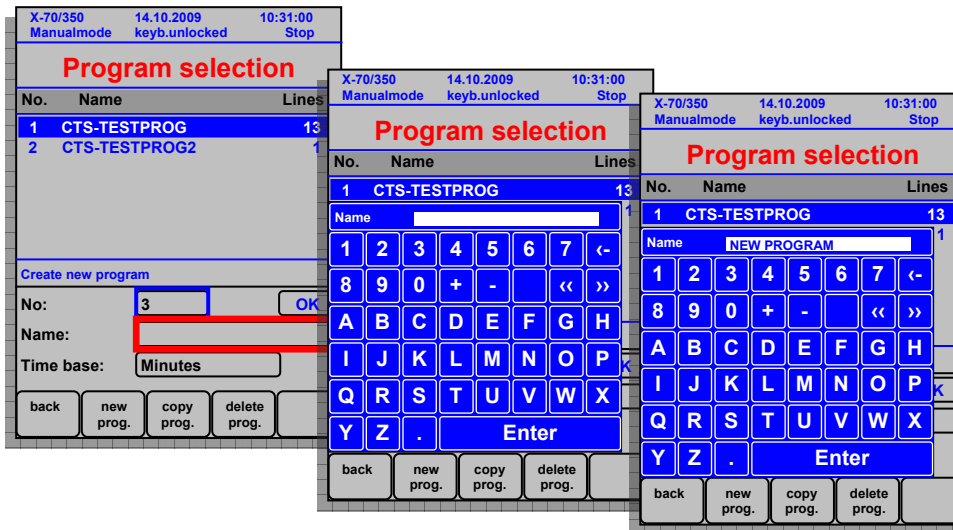 X-70/350 14.10.2009 10:31:00
Manualmode keyb.unlocked Stop
Program selection
No. Name Lines
1 CTS-TESTPROG 13
2 CTS-TESTPROG2 1
Create new program
No: 3 OK
Name:
Time base: Minutes
back new prog. copy prog. delete prog.
X-70/350 14.10.2009 10:31:00
Manualmode keyb.unlocked Stop
Program selection
No. Name Lines
1 CTS-TESTPROG 13
1
Name
1 2 3 4 5 6 7 ‹-
8 9 0 + - ‹‹ ››
A B C D E F G H
I J K L M N O P
K
Q R S T U V W X
Y Z . Enter
back new prog. copy prog. delete prog.
X-70/350 14.10.2009 10:31:00
Manualmode keyb.unlocked Stop
Program selection
No. Name Lines
1 CTS-TESTPROG 13
1
Name NEW PROGRAM
1 2 3 4 5 6 7 ‹-
8 9 0 + - ‹‹ ››
A B C D E F G H
I J K L M N O P
K
Q R S T U V W X
Y Z . Enter
back new prog. copy prog. delete prog.